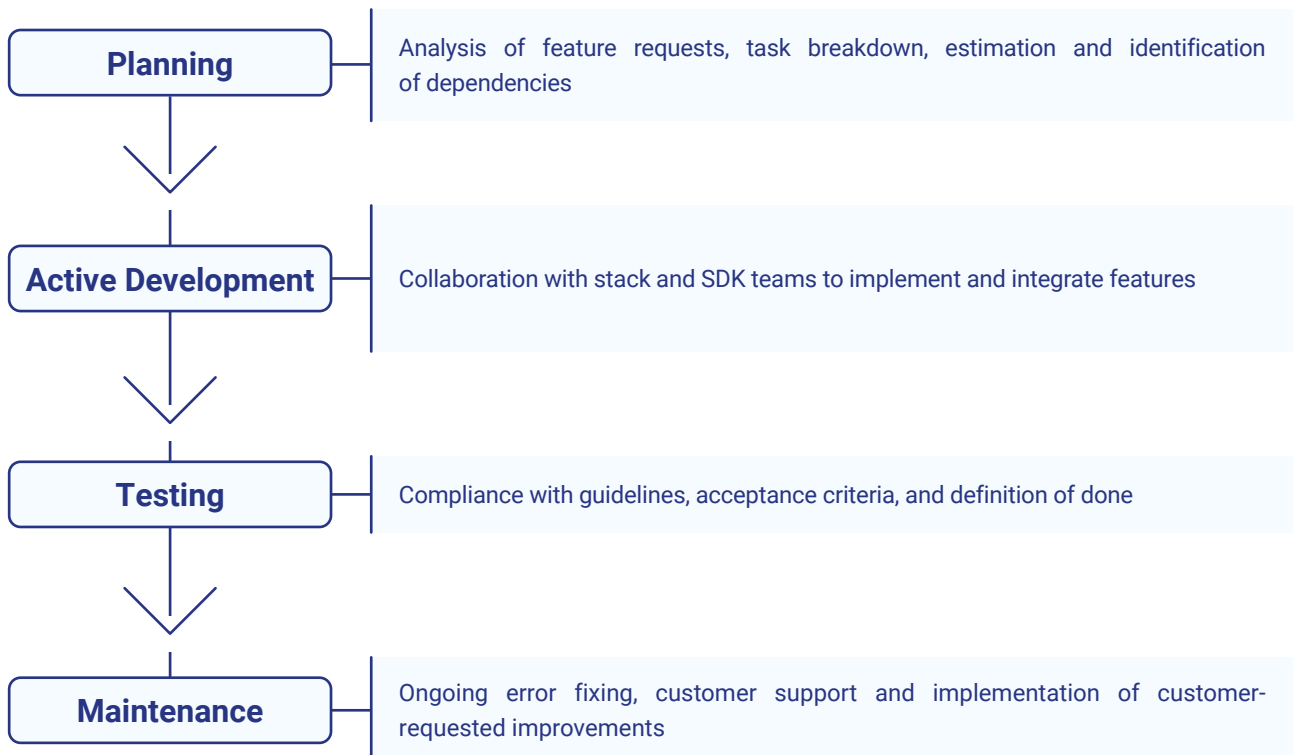 Planning
Analysis of feature requests, task breakdown, estimation and identification
of dependencies
Active Development
Collaboration with stack and SDK teams to implement and integrate features
Testing
Compliance with guidelines, acceptance criteria, and definition of done
Maintenance
Ongoing error fixing, customer support and implementation of customer-
requested improvements